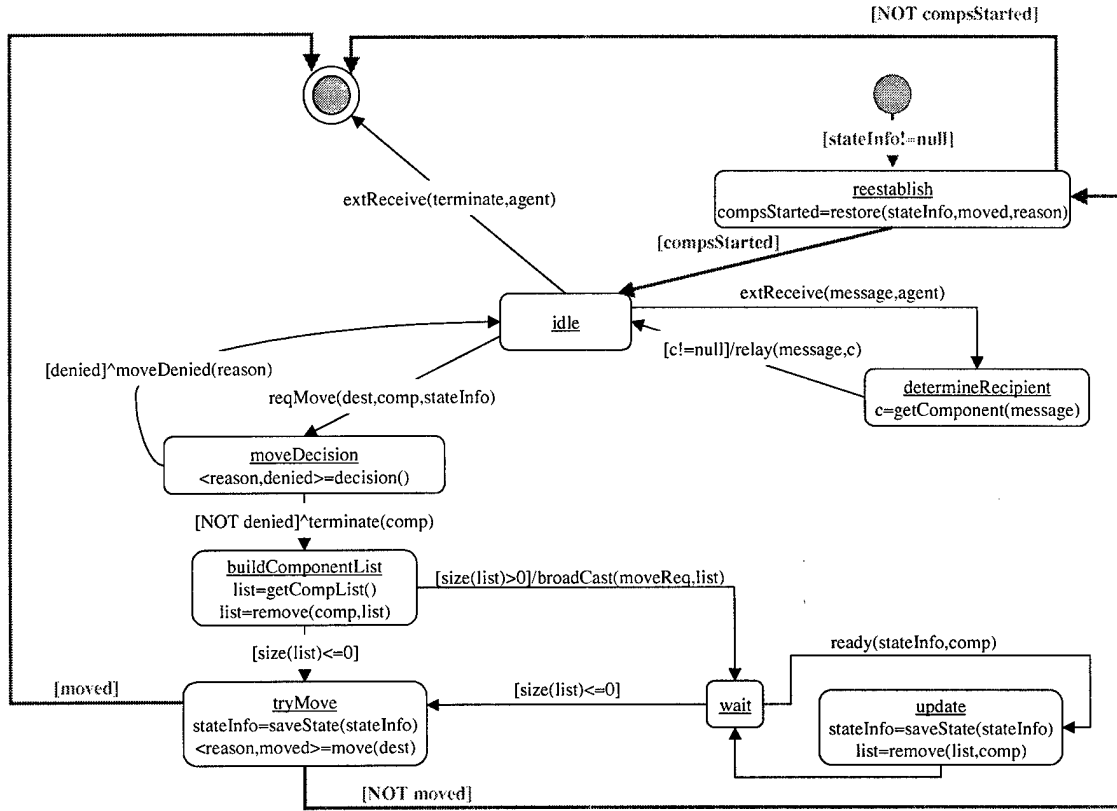 [NOT compsStarted]
[stateInfo!=null]
reestablish
compsStarted=restore(stateInfo,moved,reason)
extReceive(terminate,agent)
[compsStarted]
extReceive(message,agent)
idle
[c!=null]/relay(message,c)
[denied]^moveDenied(reason)
determineRecipient
c=getComponent(message)
reqMove(dest,comp,stateInfo)
moveDecision
<reason,denied>=decision()
[NOT denied]^terminate(comp)
buildComponentList
list=getCompList()
list=remove(comp,list)
[size(list)>0]/broadCast(moveReq,list)
[size(list)<=0]
ready(stateInfo,comp)
[moved]
[size(list)<=0]
tryMove
stateInfo=saveState(stateInfo)
<reason,moved>=move(dest)
wait
update
stateInfo=saveState(stateInfo)
list=remove(list,comp)
[NOT moved]